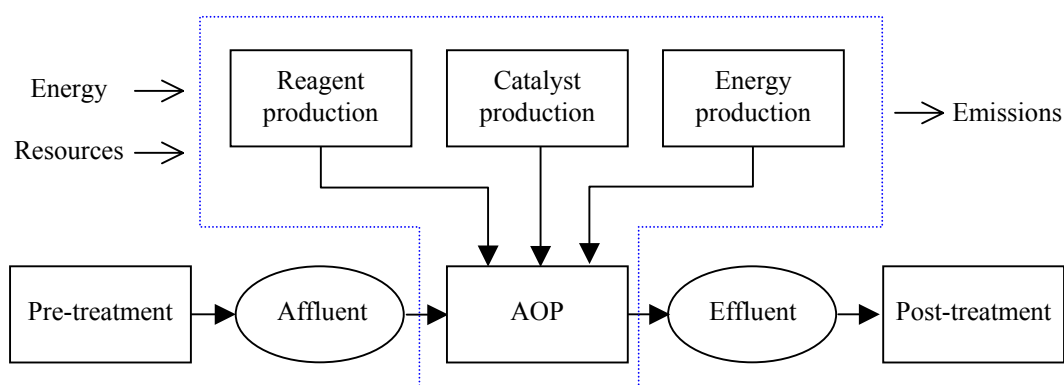 Energy
Resources
Reagent
production
Catalyst
production
Energy
production
Emissions
Pre-treatment
Affluent
AOP
Effluent
Post-treatment